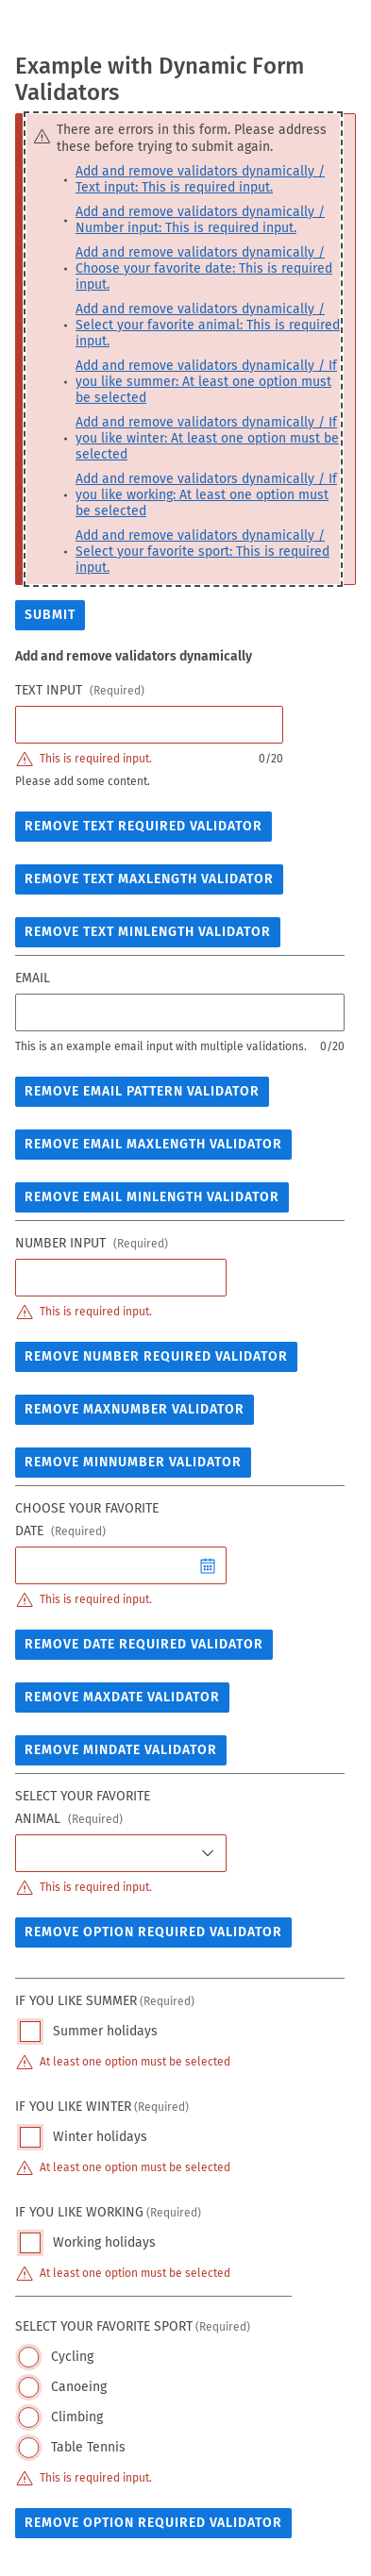 Example with Dynamic Form
Validators
There are errors in this form. Please address
these before trying to submit again.
• Add and remove validators dynamically /
Text input: This is required input.
• Add and remove validators dynamically /
Number input: This is required input.
• Add and remove validators dynamically /
Choose your favorite date: This is required
input.
• Add and remove validators dynamically /
Select your favorite animal: This is required
input.
• Add and remove validators dynamically / If
you like summer: At least one option must
be selected
• Add and remove validators dynamically / If
you like winter: At least one option must be
selected
• Add and remove validators dynamically / If
you like working: At least one option must
be selected
• Add and remove validators dynamically /
Select your favorite sport: This is required
input.
SUBMIT
Add and remove validators dynamically
TEXT INPUT (Required)
This is required input. 0/20
Please add some content.
REMOVE TEXT REQUIRED VALIDATOR
REMOVE TEXT MAXLENGTH VALIDATOR
REMOVE TEXT MINLENGTH VALIDATOR
EMAIL
This is an example email input with multiple validations. 0/20
REMOVE EMAIL PATTERN VALIDATOR
REMOVE EMAIL MAXLENGTH VALIDATOR
REMOVE EMAIL MINLENGTH VALIDATOR
NUMBER INPUT (Required)
This is required input.
REMOVE NUMBER REQUIRED VALIDATOR
REMOVE MAXNUMBER VALIDATOR
REMOVE MINNUMBER VALIDATOR
CHOOSE YOUR FAVORITE
DATE (Required)
This is required input.
REMOVE DATE REQUIRED VALIDATOR
REMOVE MAXDATE VALIDATOR
REMOVE MINDATE VALIDATOR
SELECT YOUR FAVORITE
ANIMAL (Required)
This is required input.
REMOVE OPTION REQUIRED VALIDATOR
IF YOU LIKE SUMMER (Required)
Summer holidays
At least one option must be selected
IF YOU LIKE WINTER (Required)
Winter holidays
At least one option must be selected
IF YOU LIKE WORKING (Required)
Working holidays
At least one option must be selected
SELECT YOUR FAVORITE SPORT (Required)
Cycling
Canoeing
Climbing
Table Tennis
This is required input.
REMOVE OPTION REQUIRED VALIDATOR